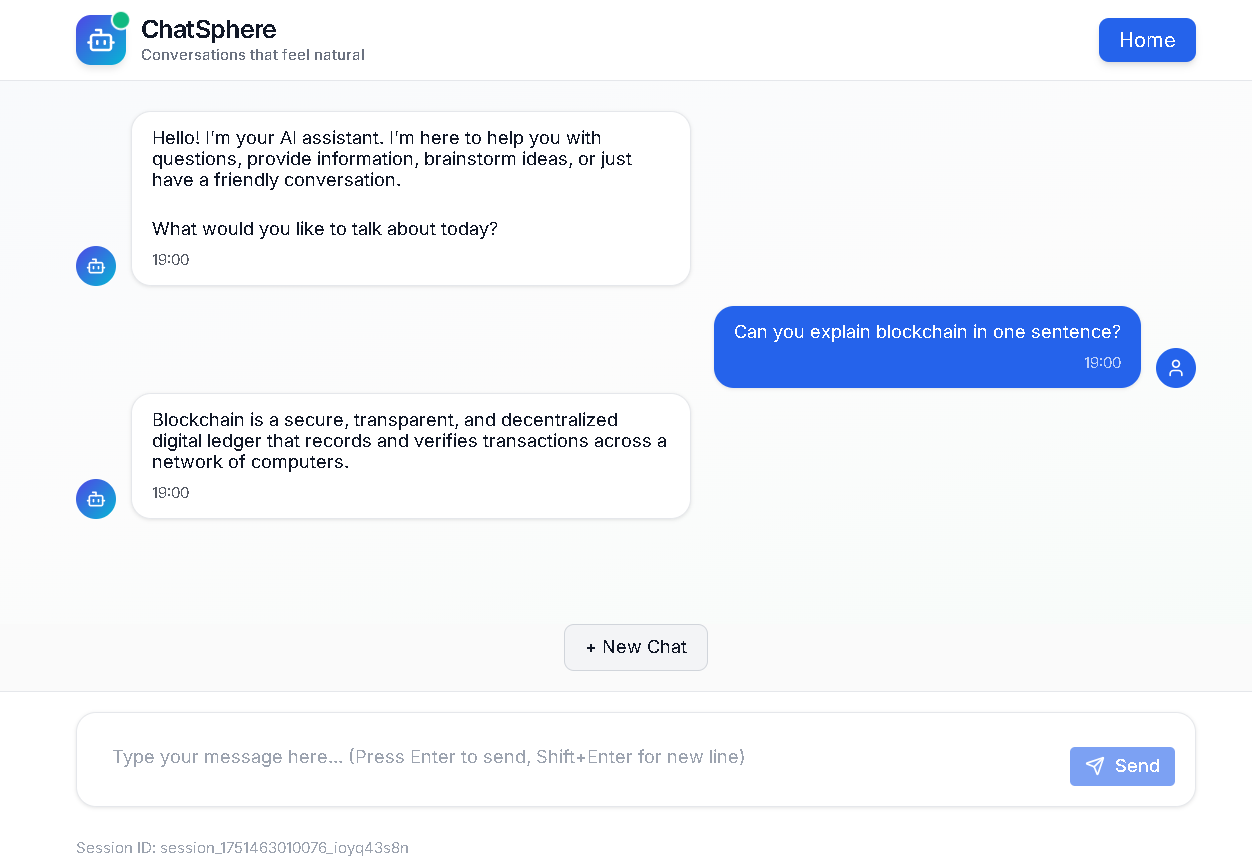 ChatSphere
Conversations that feel natural
Home
Hello! I'm your AI assistant. I'm here to help you with
questions, provide information, brainstorm ideas, or just
have a friendly conversation.
What would you like to talk about today?
19:00
Can you explain blockchain in one sentence?
19:00
Blockchain is a secure, transparent, and decentralized
digital ledger that records and verifies transactions across a
network of computers.
19:00
+ New Chat
Type your message here... (Press Enter to send, Shift+Enter for new line)
Send
Session ID: session_1751463010076_ioyq43s8n